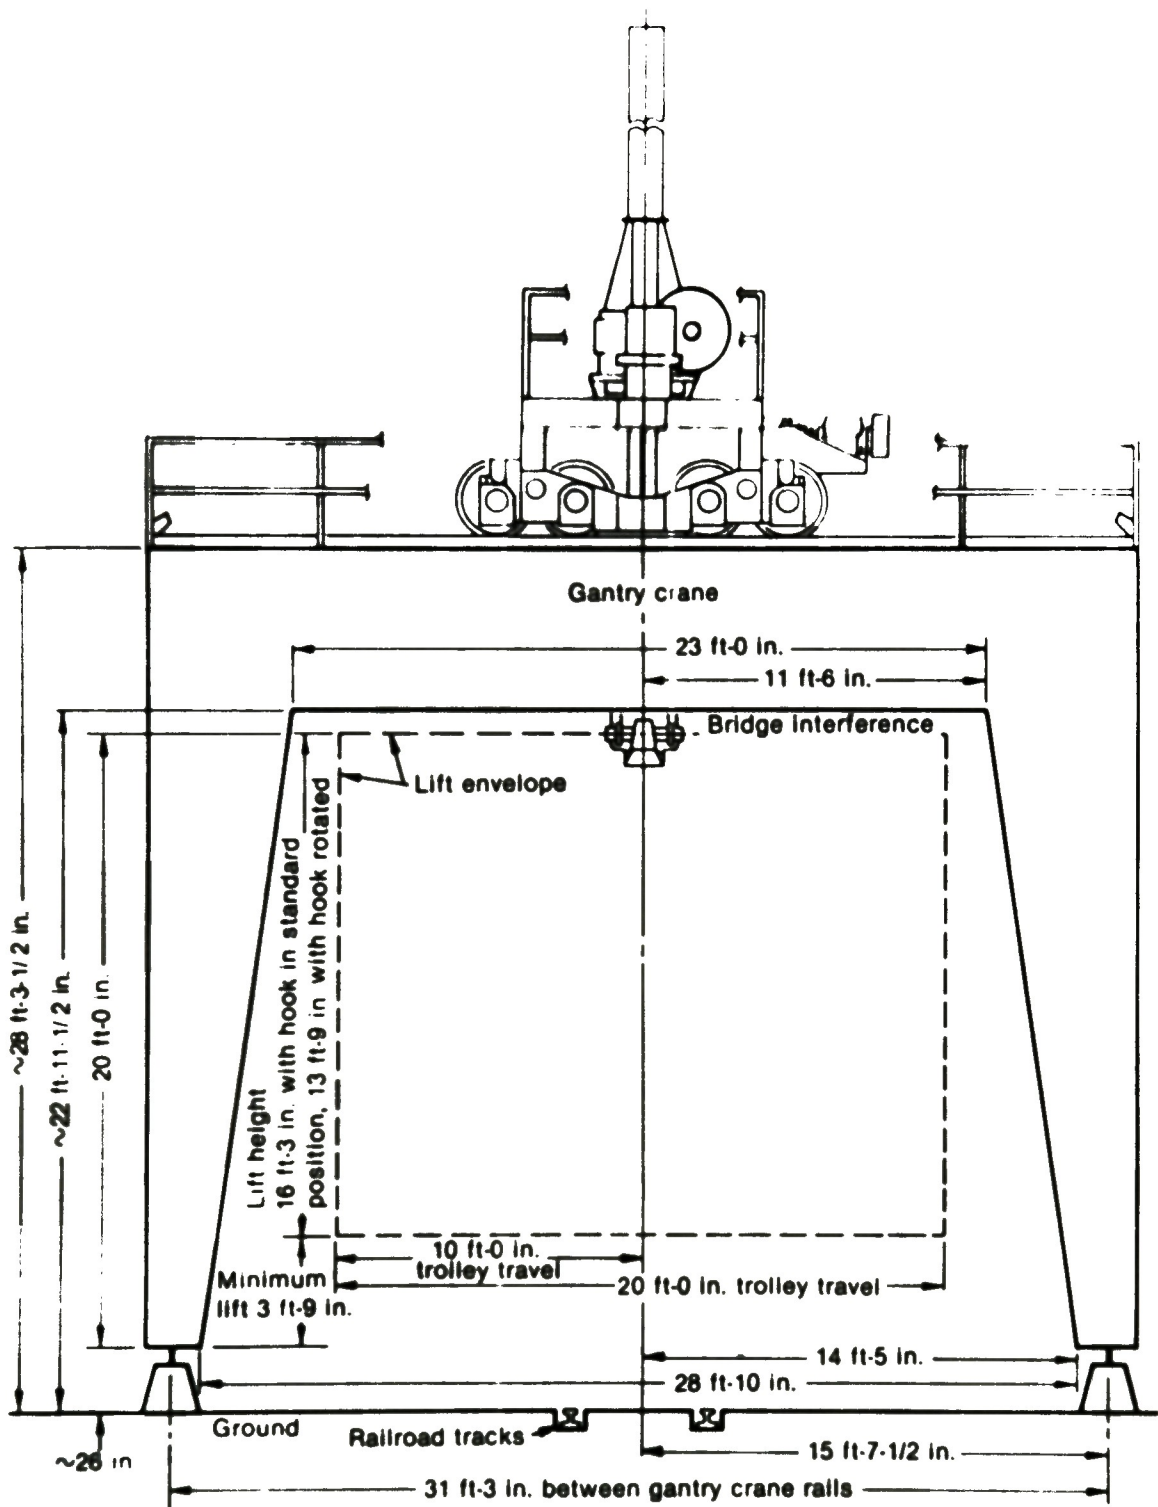 Gantry crane
23 ft-0 in.
11 ft-6 in.
Bridge interference
Lift envelope
~28 ft-3-1/2 in.
~22 ft-11-1/2 in.
20 ft-0 in.
Lift height
16 ft-3 in. with hook in standard
position, 13 ft-9 in with hook rotated
10 ft-0 in.
trolley travel
20 ft-0 in. trolley travel
Minimum
lift 3 ft-9 in.
14 ft-5 in.
28 ft-10 in.
Ground
Railroad tracks
~26 in
15 ft-7-1/2 in.
31 ft-3 in. between gantry crane rails